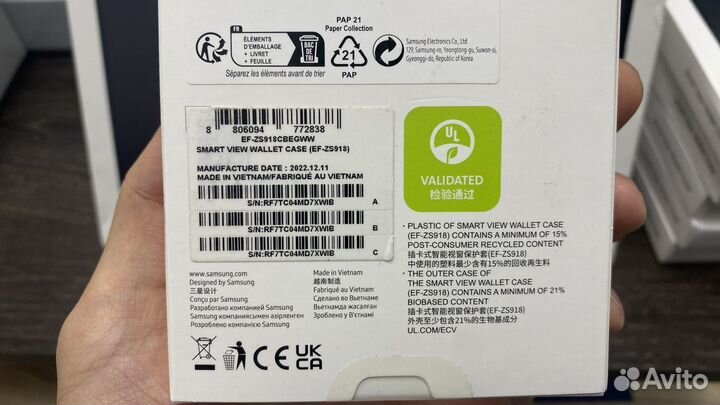 PAP 21
Paper Collection
FR
ÉLÉMENTS
D'EMBALLAGE
+ LIVRET
+ FEUILLE
BAC
DE TRI
Séparez les éléments avant de trier
21
PAP
Samsung Electronics Co., Ltd
129, Samsung-ro, Yeongtong-gu, Suwon-si,
Gyeonggi-do, Republic of Korea
8 806094 772838
EF-ZS918CBEGWW
SMART VIEW WALLET CASE (EF-ZS918)
MANUFACTURE DATE : 2022.12.11
MADE IN VIETNAM/FABRIQUÉ AU VIETNAM
S/N:RF7TC04MD7XWIB A
S/N:RF7TC04MD7XWIB B
S/N:RF7TC04MD7XWIB C
UL
VALIDATED
检验通过
· PLASTIC OF SMART VIEW WALLET CASE
(EF-ZS918) CONTAINS A MINIMUM OF 15%
POST-CONSUMER RECYCLED CONTENT
插卡式智能视窗保护套(EF-ZS918)
中使用的塑料最少含有15%的回收再生料
· THE OUTER CASE OF
THE SMART VIEW WALLET CASE
(EF-ZS918) CONTAINS A MINIMUM OF 21%
BIOBASED CONTENT
插卡式智能视窗保护套(EF-ZS918)
外壳至少包含21%的生物基成分
UL.COM/ECV
www.samsung.com
Designed by Samsung
三星设计
Conçu par Samsung
Разработано компанией Samsung
Samsung компаниясымен әзірленген
Розроблено компанією Samsung
Made in Vietnam
越南制造
Fabriqué au Vietnam
Сделано во Вьетнаме
Вьетнамда жасалған
Зроблено у В'єтнамі
CE
UK
CA
Avito